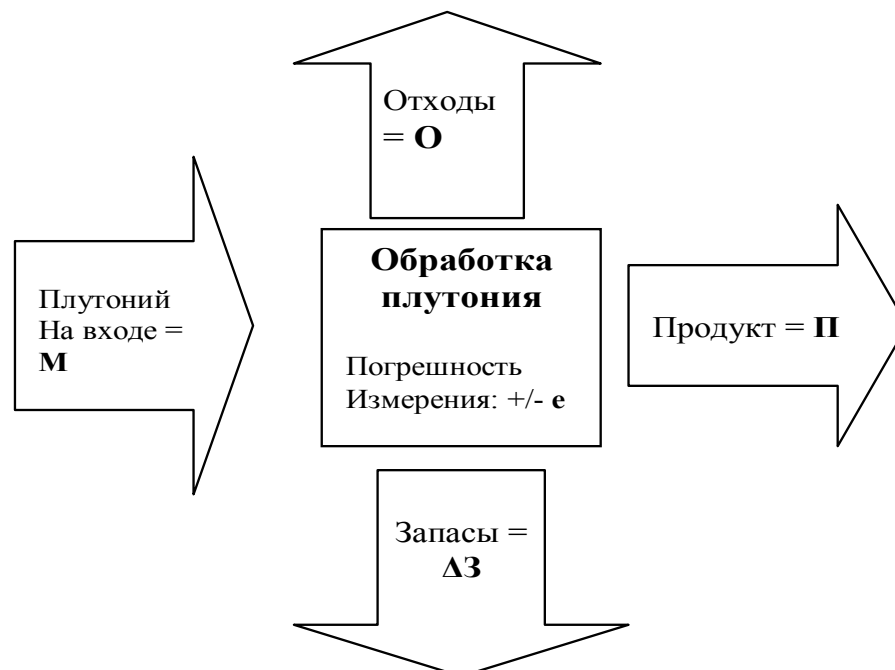 Отходы
= О
Плутоний
На входе =
М
Обработка
плутония
Погрешность
Измерения: +/- е
Продукт = П
Запасы =
ΔЗ